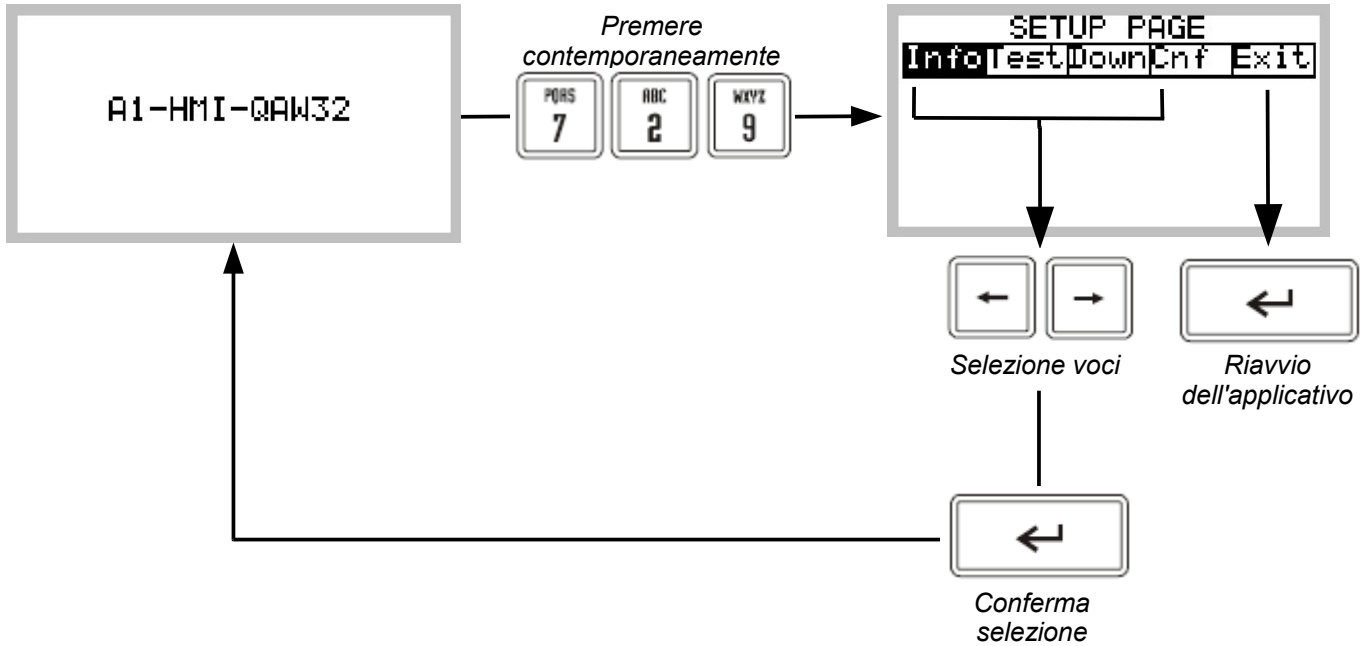 Premere
contemporaneamente
A1-HMI-QAW32
PQRS
7
ABC
2
WXYZ
9
SETUP PAGE
Info Test Down Cnf Exit
Selezione voci
Riavvio
dell'applicativo
Conferma
selezione